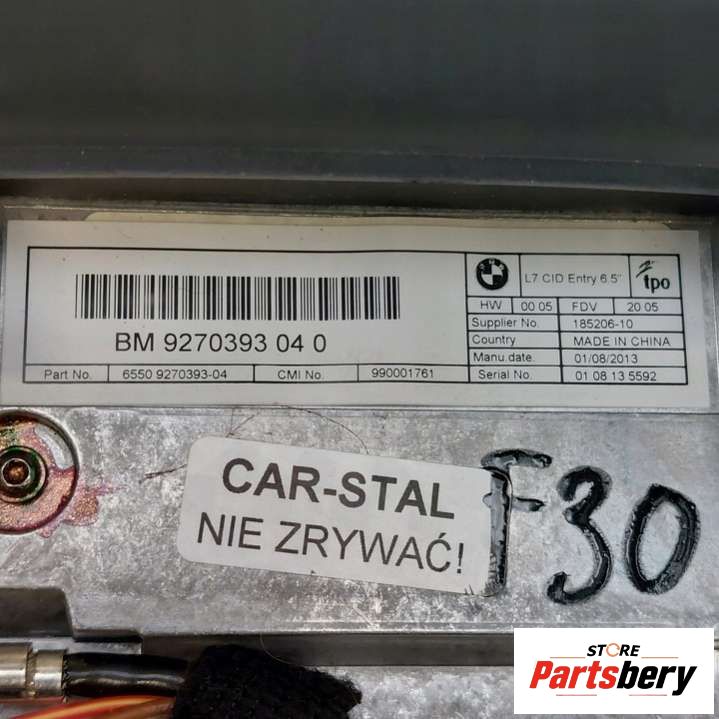 BMW
L7 CID Entry 6.5"
tpo
HW 00 05 FDV 20 05
Supplier No. 185206-10
Country MADE IN CHINA
Manu.date. 01/08/2013
Serial No. 01 08 13 5592
BM 9270393 04 0
Part No. 6550 9270393-04 CMI No. 990001761
CAR-STAL
NIE ZRYWAĆ!
F30
STORE
Partsbery